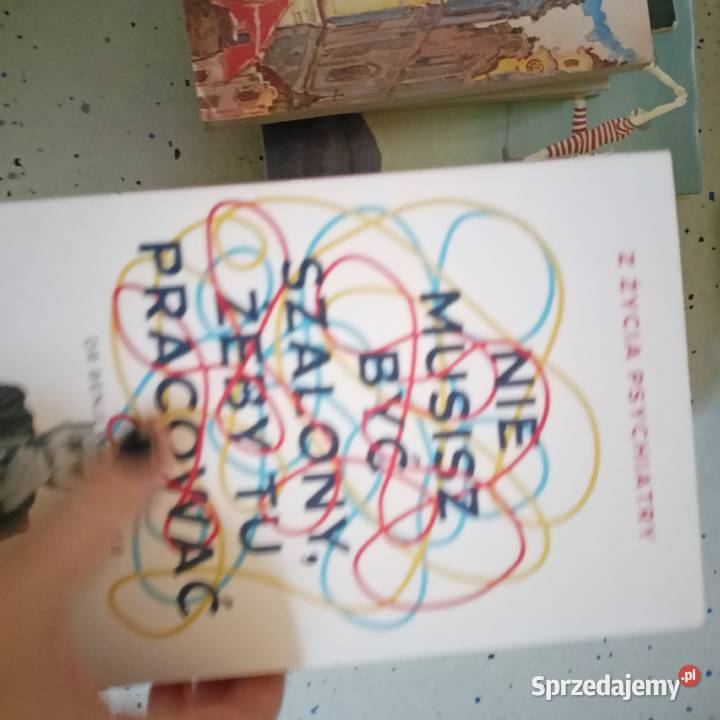 Z ŻYCIA PSYCHIATRY
NIE
MUSISZ
BYĆ
SZALONY,
ŻEBY TU
PRACOWAĆ
Sprzedajemy.pl